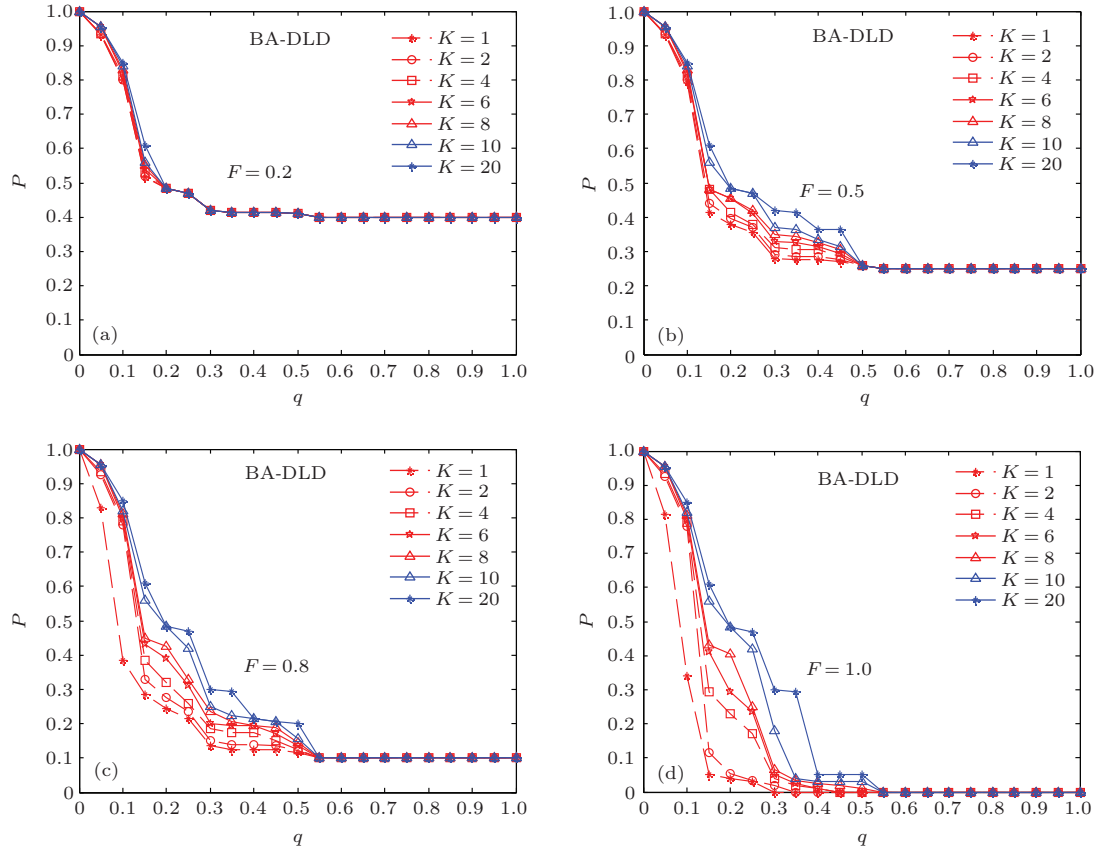 1.0
0.9
0.8
0.7
0.6
0.5
0.4
0.3
0.2
0.1
0
P
BA-DLD
K = 1
K = 2
K = 4
K = 6
K = 8
K = 10
K = 20
F = 0.2
(a)
0 0.1 0.2 0.3 0.4 0.5 0.6 0.7 0.8 0.9 1.0
q
1.0
0.9
0.8
0.7
0.6
0.5
0.4
0.3
0.2
0.1
0
P
BA-DLD
K = 1
K = 2
K = 4
K = 6
K = 8
K = 10
K = 20
F = 0.5
(b)
0 0.1 0.2 0.3 0.4 0.5 0.6 0.7 0.8 0.9 1.0
q
1.0
0.9
0.8
0.7
0.6
0.5
0.4
0.3
0.2
0.1
0
P
BA-DLD
K = 1
K = 2
K = 4
K = 6
K = 8
K = 10
K = 20
F = 0.8
(c)
0 0.1 0.2 0.3 0.4 0.5 0.6 0.7 0.8 0.9 1.0
q
1.0
0.9
0.8
0.7
0.6
0.5
0.4
0.3
0.2
0.1
0
P
BA-DLD
K = 1
K = 2
K = 4
K = 6
K = 8
K = 10
K = 20
F = 1.0
(d)
0 0.1 0.2 0.3 0.4 0.5 0.6 0.7 0.8 0.9 1.0
q